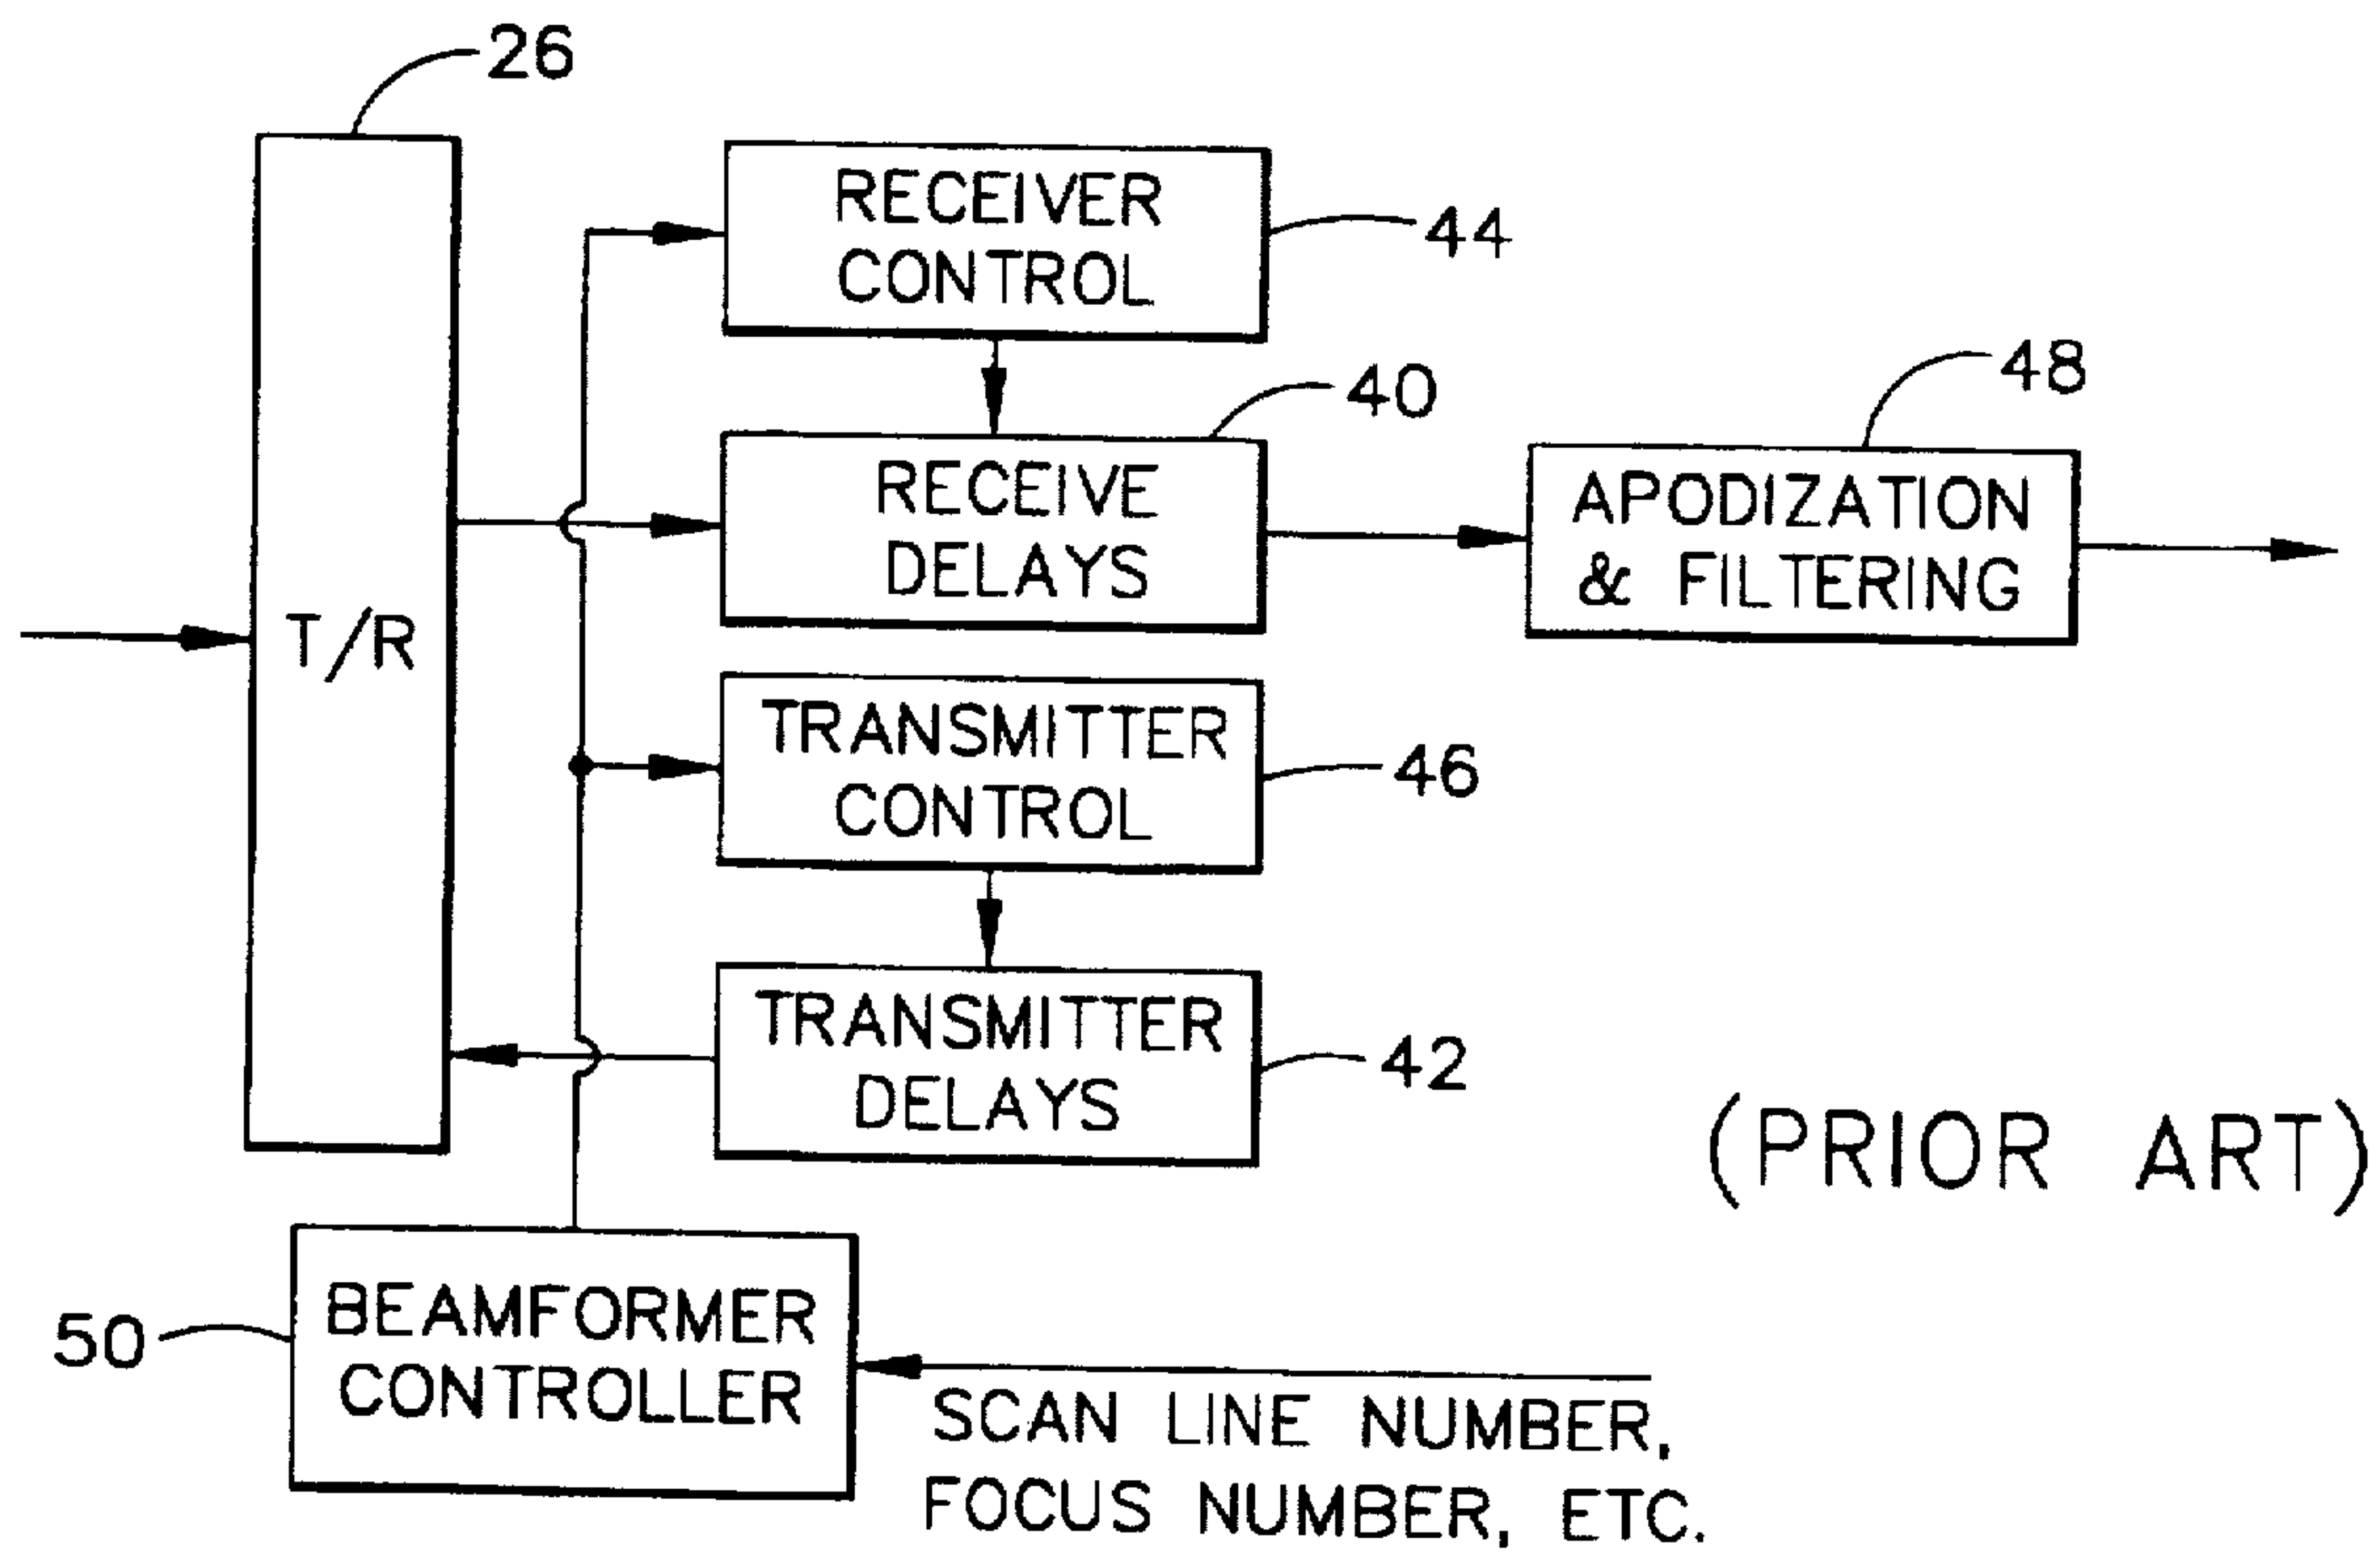 26
RECEIVER
CONTROL
44
40
48
RECEIVE
DELAYS
APODIZATION
& FILTERING
T/R
TRANSMITTER
CONTROL
46
TRANSMITTER
DELAYS
42
(PRIOR ART)
50
BEAMFORMER
CONTROLLER
SCAN LINE NUMBER,
FOCUS NUMBER, ETC.